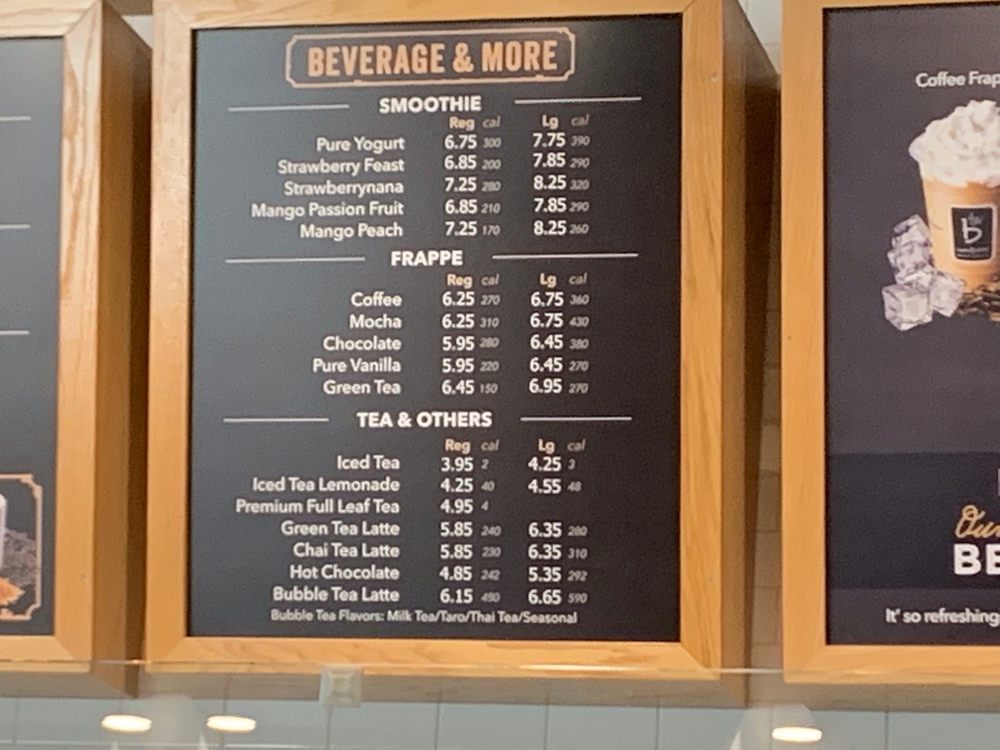 BEVERAGE & MORE
SMOOTHIE
Reg cal Lg cal
Pure Yogurt 6.75 300 7.75 390
Strawberry Feast 6.85 200 7.85 290
Strawberrynana 7.25 280 8.25 320
Mango Passion Fruit 6.85 210 7.85 290
Mango Peach 7.25 170 8.25 260
FRAPPE
Reg cal Lg cal
Coffee 6.25 270 6.75 360
Mocha 6.25 310 6.75 430
Chocolate 5.95 280 6.45 380
Pure Vanilla 5.95 220 6.45 270
Green Tea 6.45 150 6.95 270
TEA & OTHERS
Reg cal Lg cal
Iced Tea 3.95 2 4.25 3
Iced Tea Lemonade 4.25 40 4.55 48
Premium Full Leaf Tea 4.95 4
Green Tea Latte 5.85 240 6.35 280
Chai Tea Latte 5.85 230 6.35 310
Hot Chocolate 4.85 242 5.35 292
Bubble Tea Latte 6.15 490 6.65 590
Bubble Tea Flavors: Milk Tea/Taro/Thai Tea/Seasonal
Coffee Frap
b
Our
BE
It' so refreshing